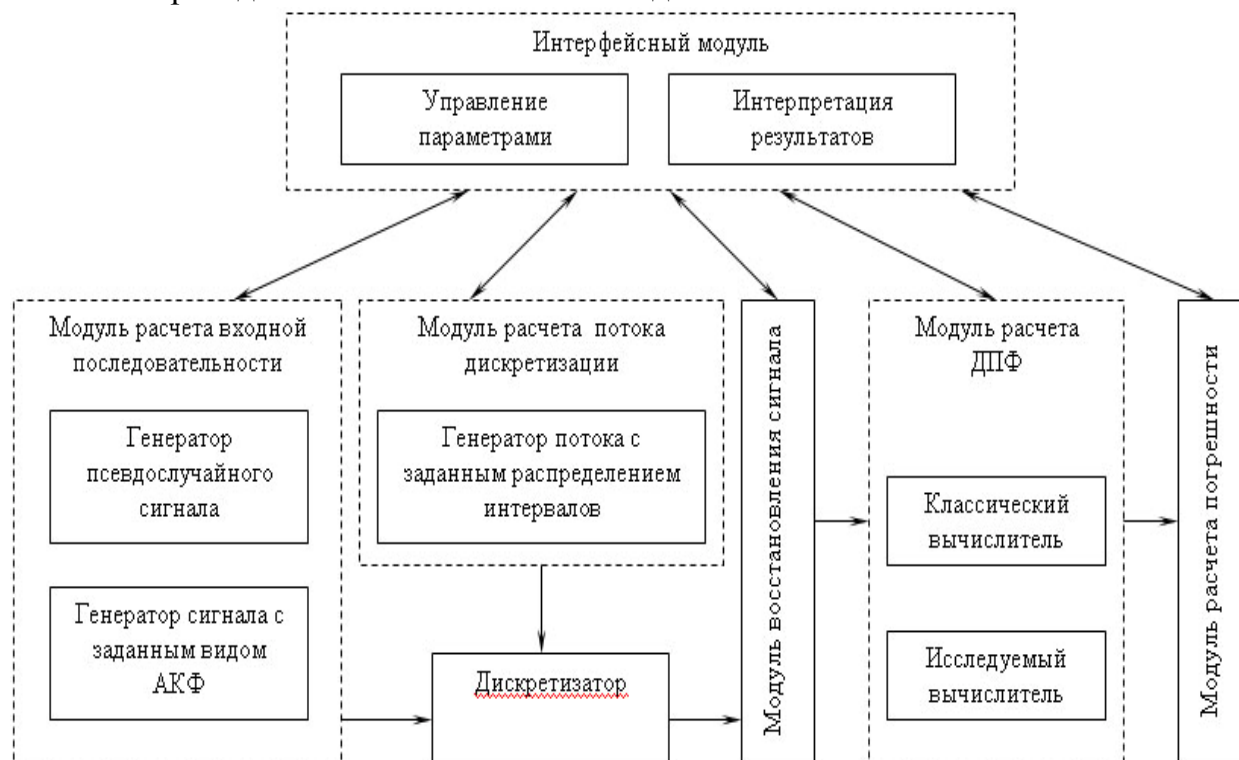 Интерфейсный модуль
Управление
параметрами
Интерпретация
результатов
Модуль расчета входной
последовательности
Генератор
псевдослучайного
сигнала
Генератор сигнала с
заданным видом
АКФ
Модуль расчета потока
дискретизации
Генератор потока с
заданным распределением
интервалов
Дискретизатор
Модуль восстановления сигнала
Модуль расчета
ДПФ
Классический
вычислитель
Исследуемый
вычислитель
Модуль расчета погрешности